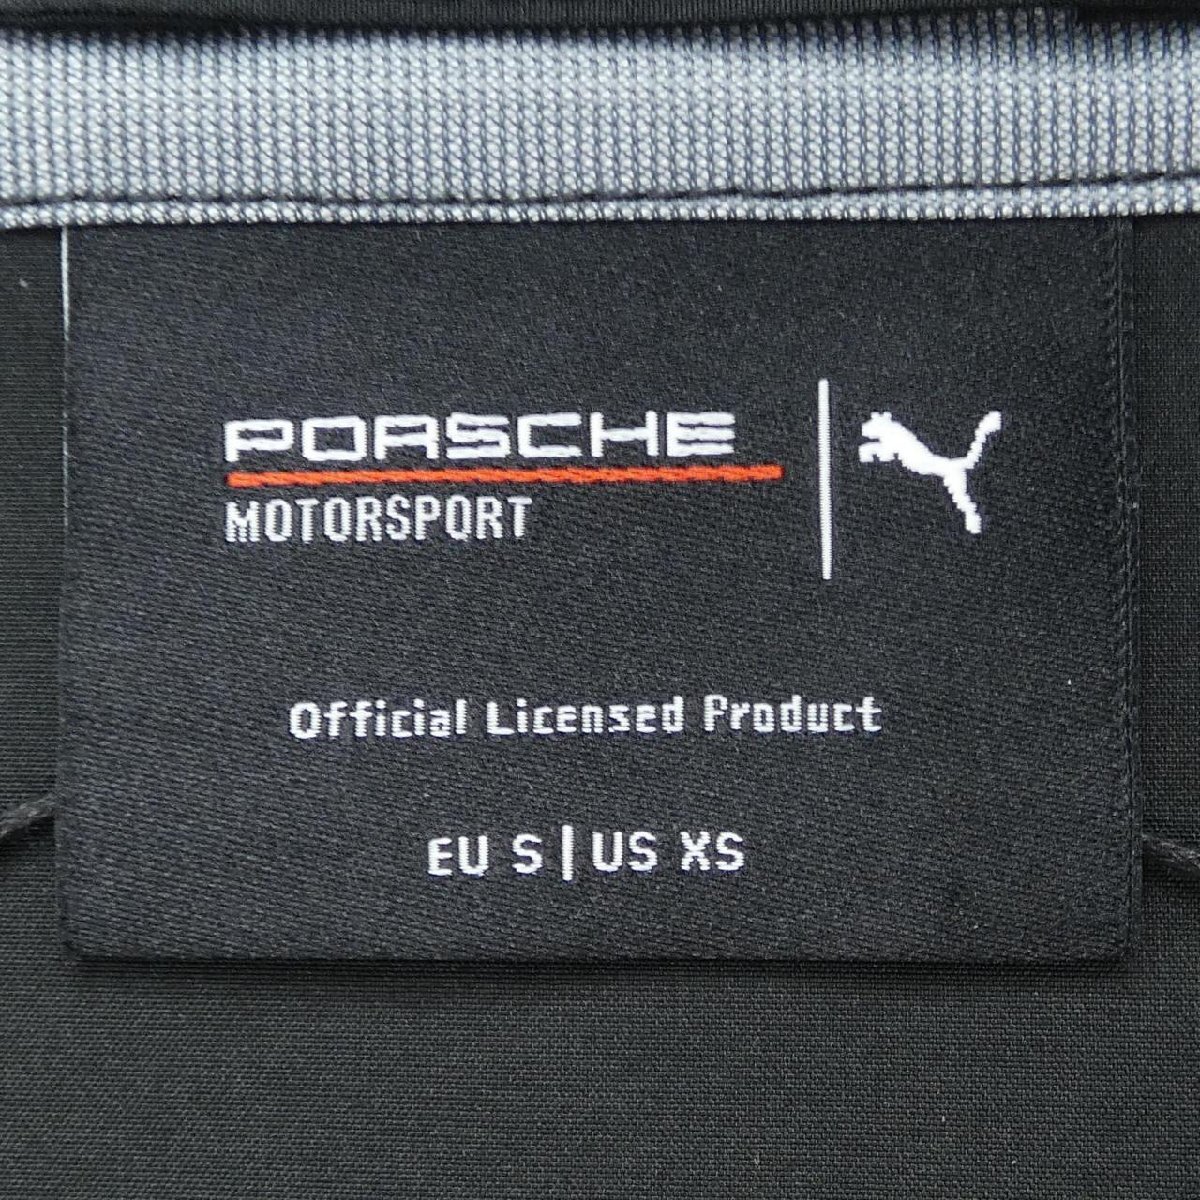 PORSCHE
MOTORSPORT
Official Licensed Product
EU S | US XS